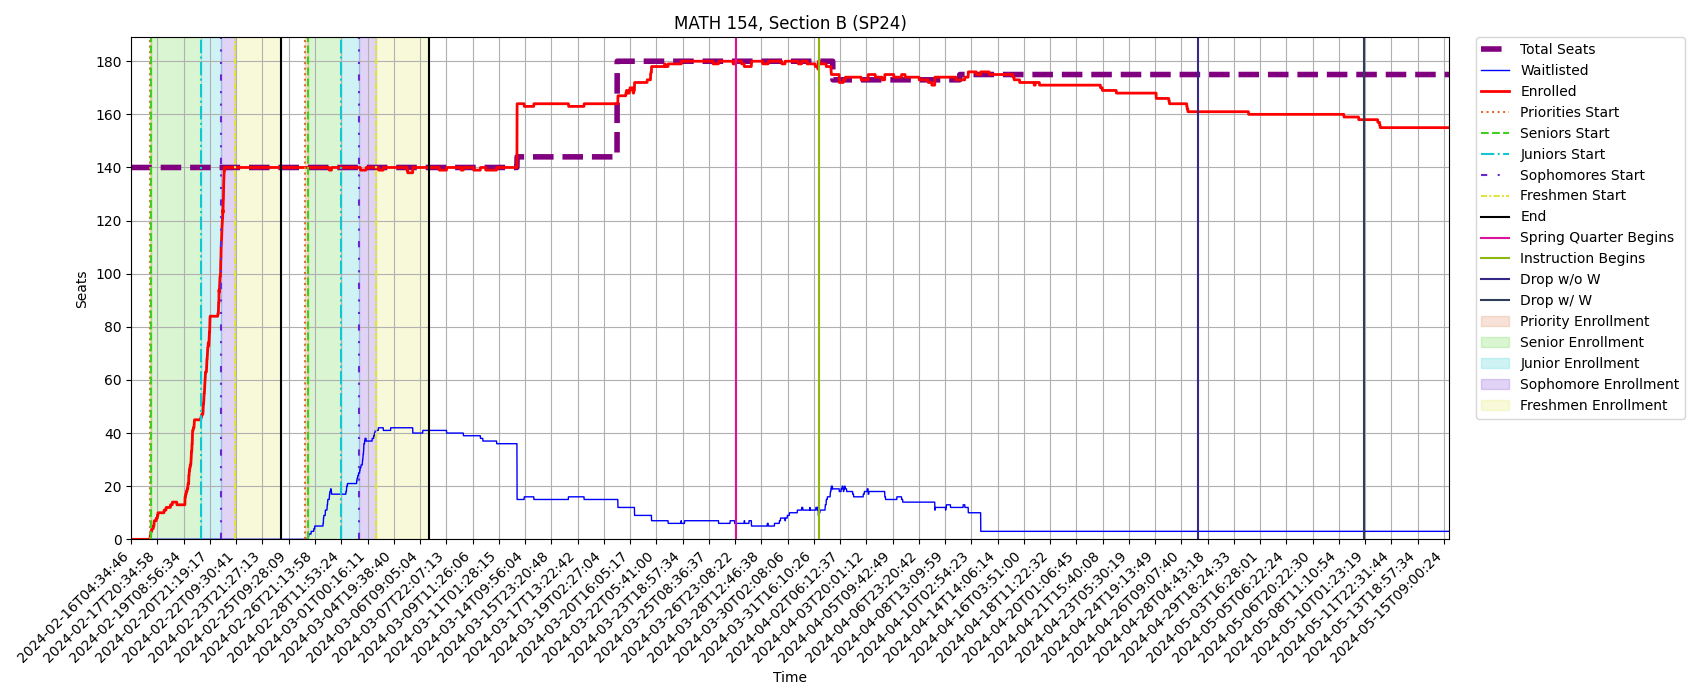 MATH 154, Section B (SP24)
180
160
140
120
100
80
60
40
20
0
Seats
2024-02-16T04:34:46
2024-02-17T20:34:58
2024-02-19T08:56:34
2024-02-20T21:19:17
2024-02-22T09:30:41
2024-02-23T21:27:13
2024-02-25T09:28:09
2024-02-26T21:13:58
2024-02-28T11:53:24
2024-03-01T00:16:11
2024-03-04T19:38:40
2024-03-06T09:05:04
2024-03-07T22:07:13
2024-03-11T01:26:06
2024-03-12T11:28:15
2024-03-14T09:56:04
2024-03-15T23:20:48
2024-03-17T13:22:42
2024-03-19T02:27:04
2024-03-20T16:05:17
2024-03-22T05:41:00
2024-03-23T18:57:34
2024-03-25T08:36:37
2024-03-26T23:08:22
2024-03-28T12:46:38
2024-03-30T02:08:06
2024-03-31T16:10:26
2024-04-02T06:12:37
2024-04-03T20:01:12
2024-04-05T09:42:49
2024-04-06T23:20:42
2024-04-08T13:09:59
2024-04-10T02:54:23
2024-04-14T14:06:14
2024-04-16T03:51:00
2024-04-18T11:22:32
2024-04-20T01:06:45
2024-04-21T15:40:08
2024-04-23T05:30:19
2024-04-24T19:13:49
2024-04-26T09:07:40
2024-04-28T04:43:18
2024-04-29T18:24:33
2024-05-03T16:28:01
2024-05-05T06:22:24
2024-05-06T20:22:30
2024-05-08T11:10:54
2024-05-10T01:23:19
2024-05-11T22:31:44
2024-05-13T18:57:34
2024-05-15T09:00:24
Time
Total Seats
Waitlisted
Enrolled
Priorities Start
Seniors Start
Juniors Start
Sophomores Start
Freshmen Start
End
Spring Quarter Begins
Instruction Begins
Drop w/o W
Drop w/ W
Priority Enrollment
Senior Enrollment
Junior Enrollment
Sophomore Enrollment
Freshmen Enrollment